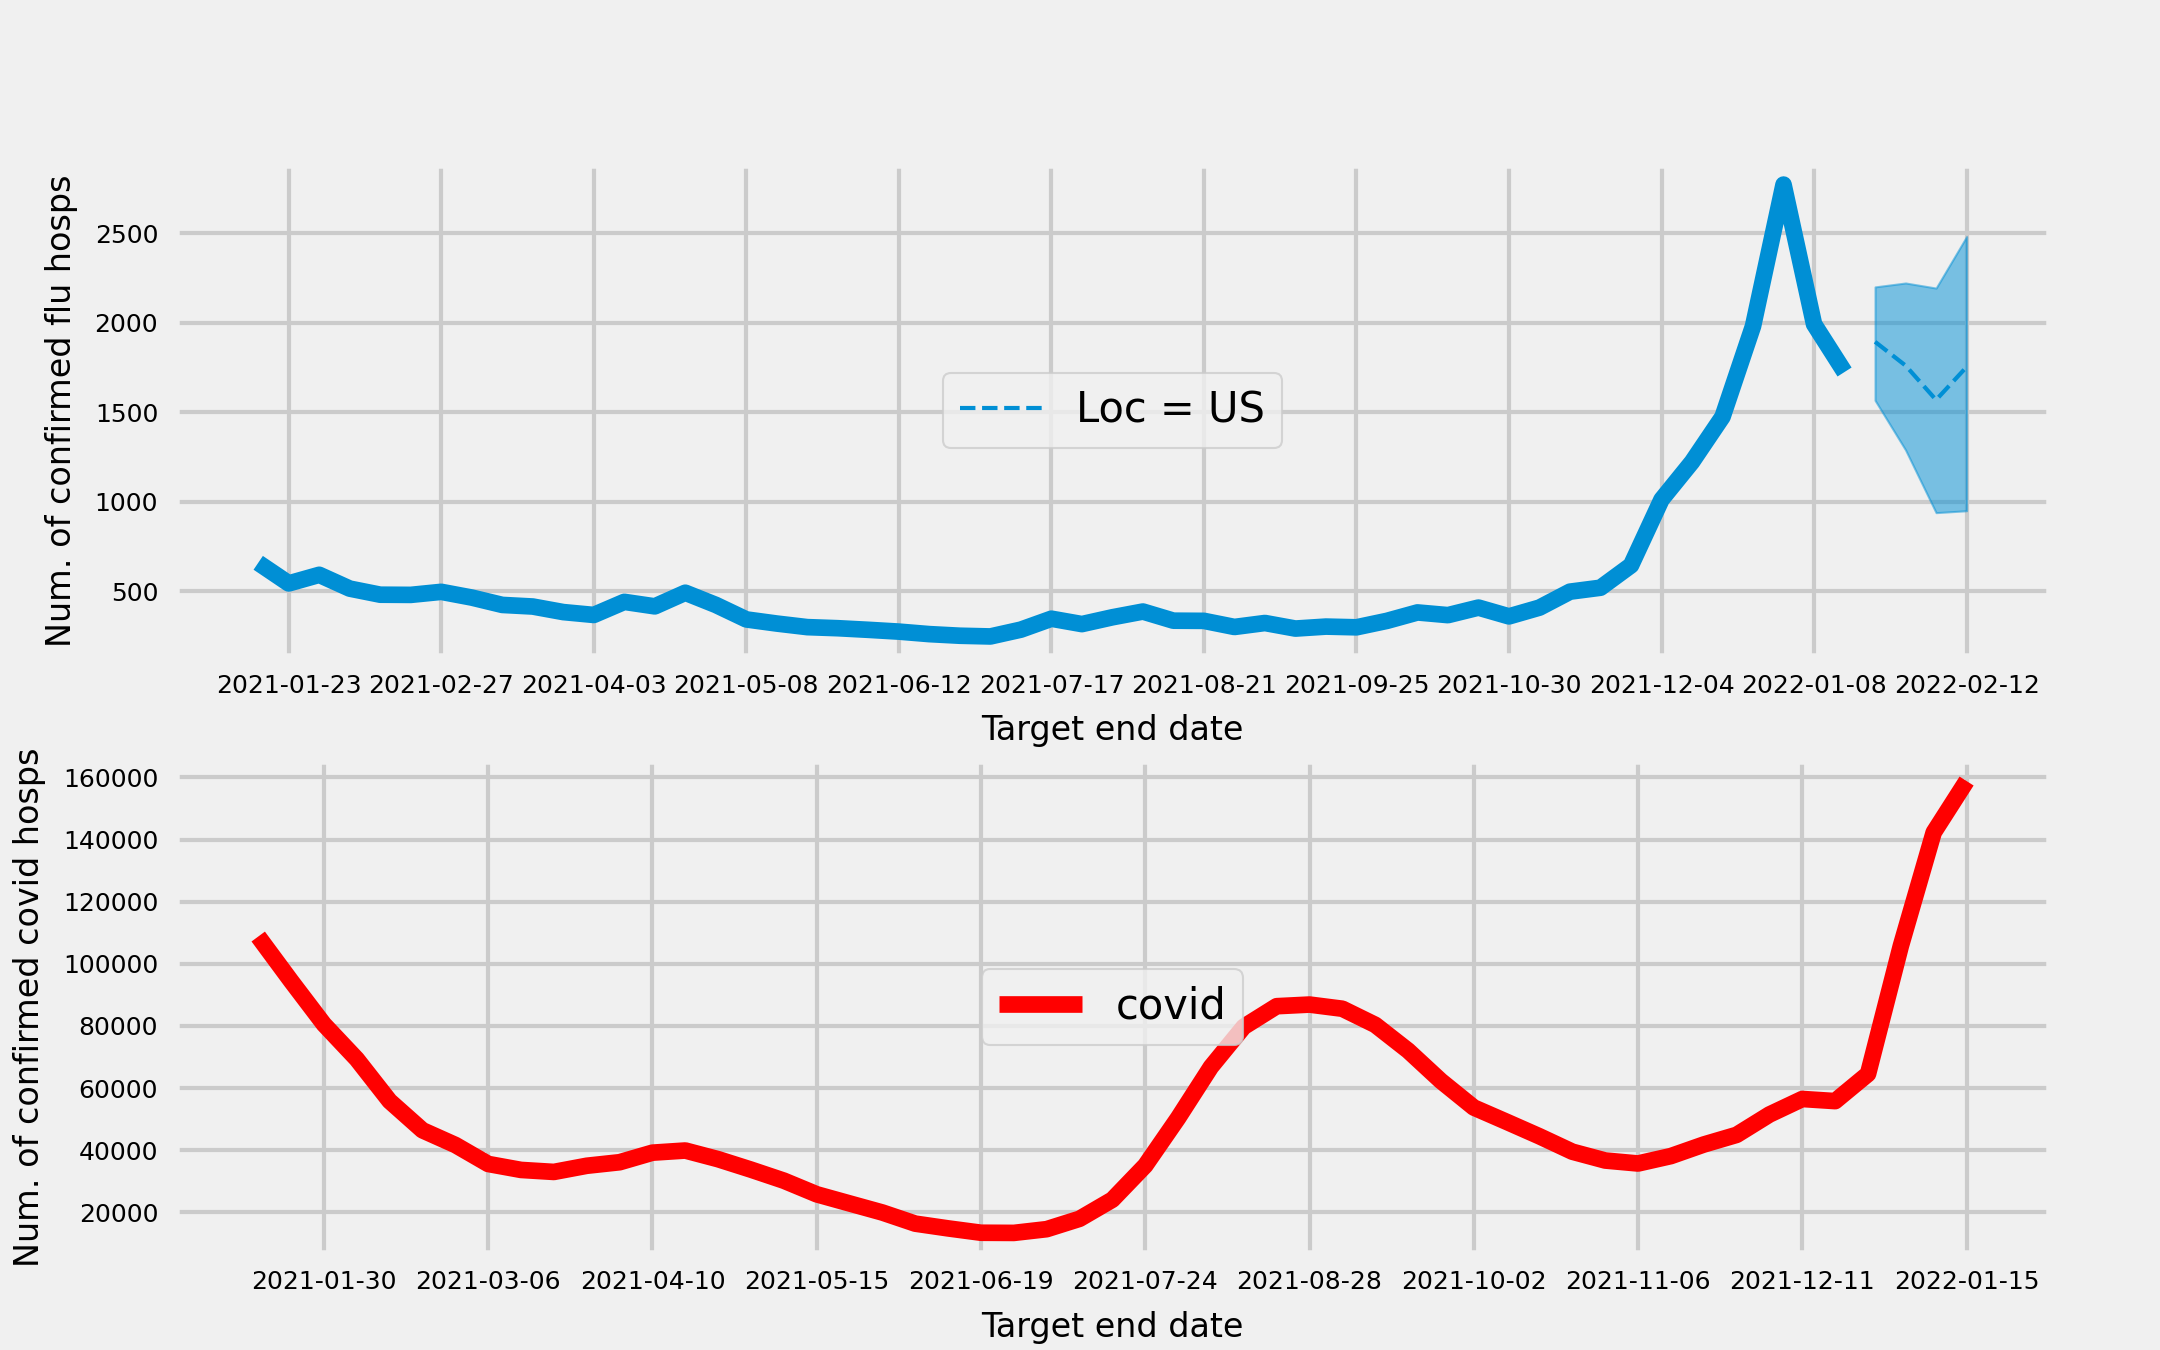 Num. of confirmed flu hosps
2500
2000
1500
1000
500
Loc = US
2021-01-23 2021-02-27 2021-04-03 2021-05-08 2021-06-12 2021-07-17 2021-08-21 2021-09-25 2021-10-30 2021-12-04 2022-01-08 2022-02-12
Target end date
Num. of confirmed covid hosps
160000
140000
120000
100000
80000
60000
40000
20000
covid
2021-01-30 2021-03-06 2021-04-10 2021-05-15 2021-06-19 2021-07-24 2021-08-28 2021-10-02 2021-11-06 2021-12-11 2022-01-15
Target end date